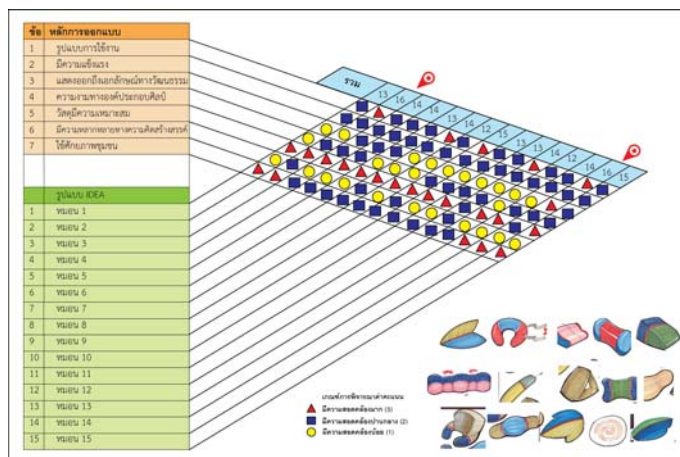 ข้อ หลักการออกแบบ
1 รูปแบบการใช้งาน
2 มีความแข็งแรง
3 แสดงออกถึงเอกลักษณ์ทางวัฒนธรรม
4 ความงามทางองค์ประกอบศิลป์
5 วัสดุมีความเหมาะสม
6 มีความหลากหลายทางความคิดสร้างสรรค์
7 ใช้ศักยภาพชุมชน
รูปแบบ IDEA
1 หมอน 1
2 หมอน 2
3 หมอน 3
4 หมอน 4
5 หมอน 5
6 หมอน 6
7 หมอน 7
8 หมอน 8
9 หมอน 9
10 หมอน 10
11 หมอน 11
12 หมอน 12
13 หมอน 13
14 หมอน 14
15 หมอน 15
รวม 13 16 14 14 13 14 12 15 13 13 14 12 14 16 15
เกณฑ์การพิจารณาค่าคะแนน
มีความสอดคล้องมาก (3)
มีความสอดคล้องปานกลาง (2)
มีความสอดคล้องน้อย (1)